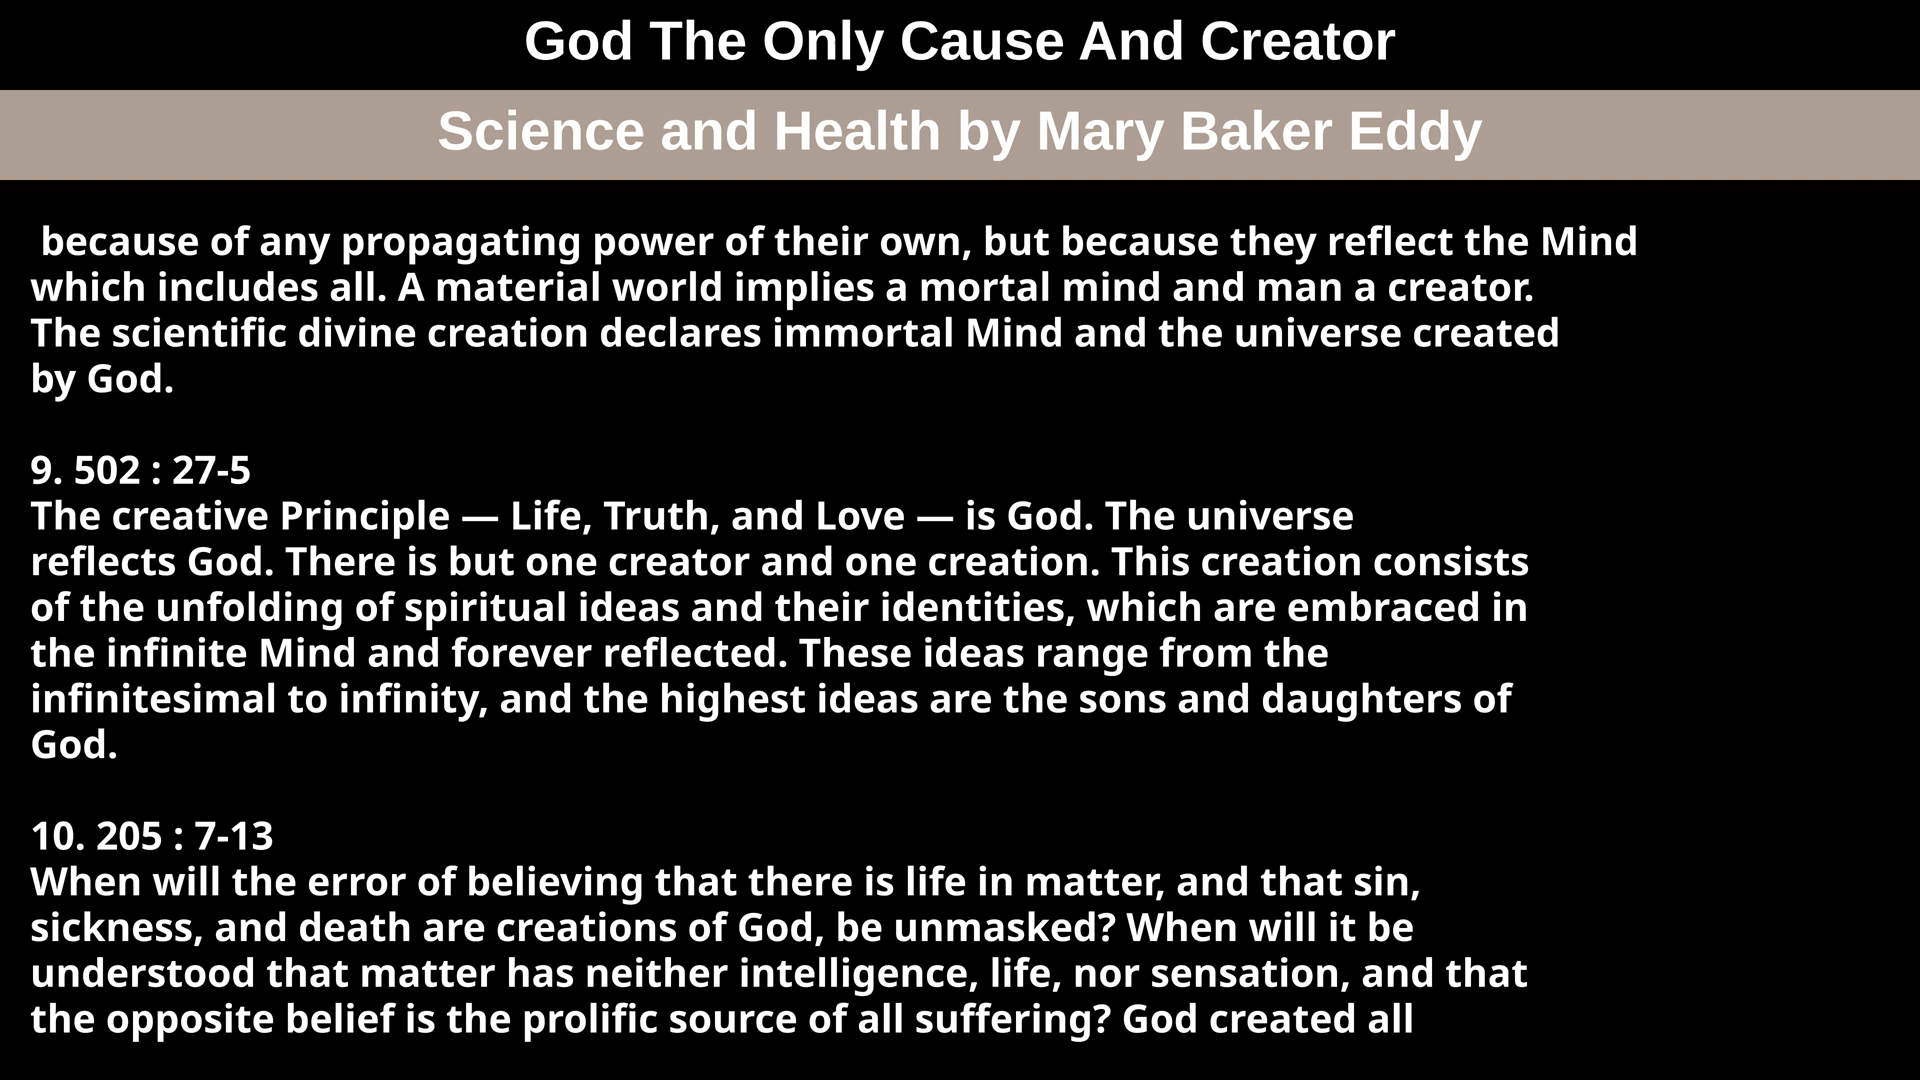 God The Only Cause And Creator
Science and Health by Mary Baker Eddy
because of any propagating power of their own, but because they reflect the Mind
which includes all. A material world implies a mortal mind and man a creator.
The scientific divine creation declares immortal Mind and the universe created
by God.
9. 502 : 27-5
The creative Principle — Life, Truth, and Love — is God. The universe
reflects God. There is but one creator and one creation. This creation consists
of the unfolding of spiritual ideas and their identities, which are embraced in
the infinite Mind and forever reflected. These ideas range from the
infinitesimal to infinity, and the highest ideas are the sons and daughters of
God.
10. 205 : 7-13
When will the error of believing that there is life in matter, and that sin,
sickness, and death are creations of God, be unmasked? When will it be
understood that matter has neither intelligence, life, nor sensation, and that
the opposite belief is the prolific source of all suffering? God created all